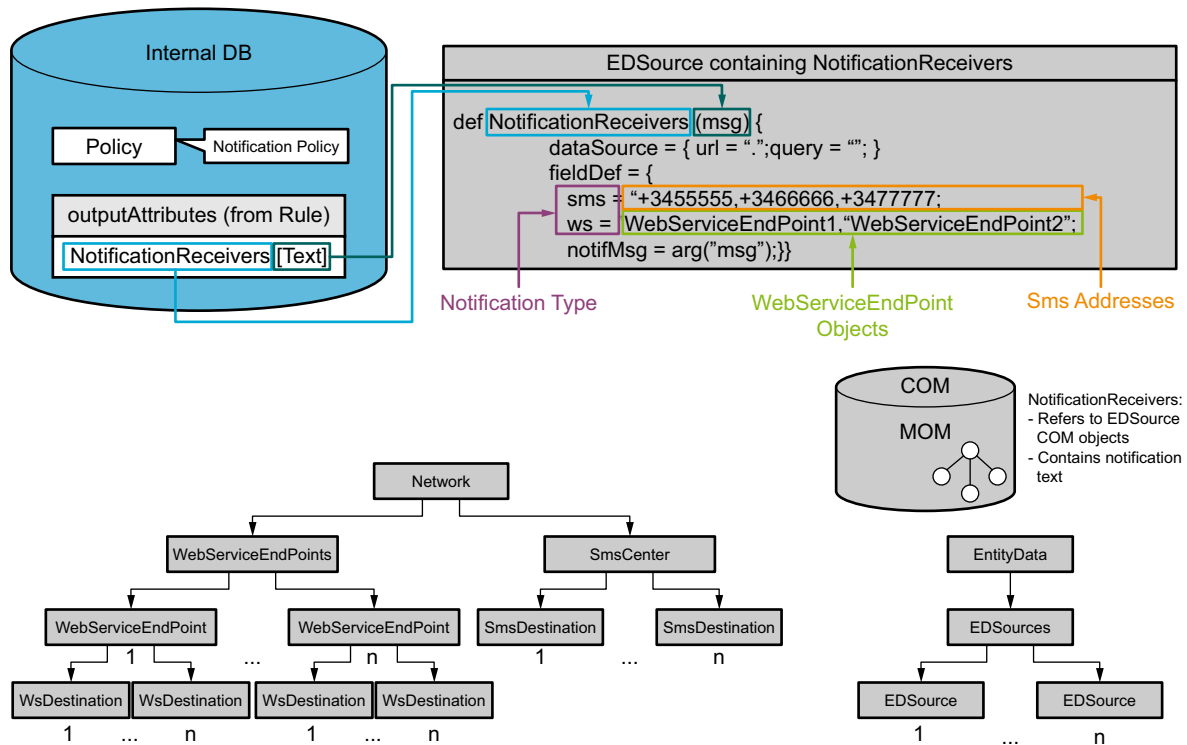 Internal DB
Policy
Notification Policy
outputAttributes (from Rule)
NotificationReceivers [Text]
EDSource containing NotificationReceivers
def NotificationReceivers (msg) {
dataSource = { url = “.”;query = “”; }
fieldDef = {
sms = “+3455555,+3466666,+3477777;
ws = WebServiceEndPoint1,“WebServiceEndPoint2”;
notifMsg = arg(”msg”);}}
Notification Type
WebServiceEndPoint
Objects
Sms Addresses
COM
MOM
NotificationReceivers:
- Refers to EDSource
COM objects
- Contains notification
text
Network
WebServiceEndPoints
SmsCenter
EntityData
WebServiceEndPoint
WebServiceEndPoint
SmsDestination
SmsDestination
EDSources
1 ... n
1 ... n
WsDestination
WsDestination
WsDestination
WsDestination
EDSource
EDSource
1 ... n
1 ... n
1 ... n